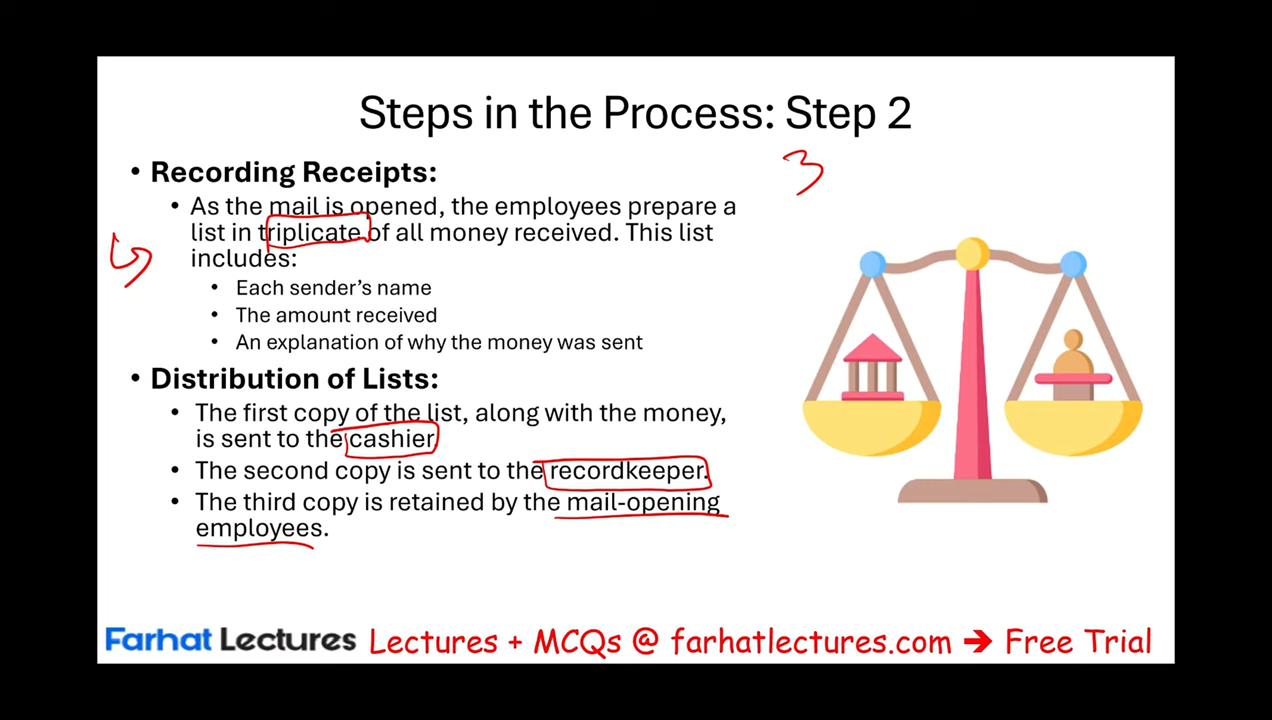 Steps in the Process: Step 2
3
• Recording Receipts:
• As the mail is opened, the employees prepare a
list in triplicate of all money received. This list
includes:
• Each sender's name
• The amount received
• An explanation of why the money was sent
• Distribution of Lists:
• The first copy of the list, along with the money,
is sent to the cashier.
• The second copy is sent to the recordkeeper.
• The third copy is retained by the mail-opening
employees.
Farhat Lectures Lectures + MCQs @ farhatlectures.com → Free Trial